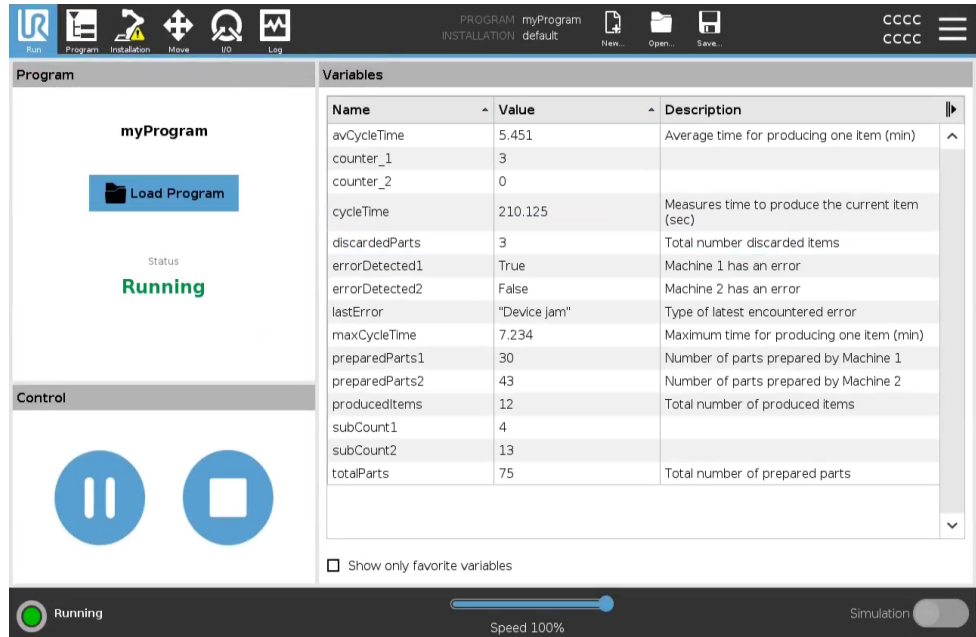 UR
PROGRAM myProgram
INSTALLATION default
CCCC
CCCC
Run Program Installation Move I/O Log New... Open... Save...
Program
myProgram
Load Program
Status
Running
Control
Variables
Name Value Description
avCycleTime 5.451 Average time for producing one item (min)
counter_1 3
counter_2 0
cycleTime 210.125 Measures time to produce the current item
(sec)
discardedParts 3 Total number discarded items
errorDetected1 True Machine 1 has an error
errorDetected2 False Machine 2 has an error
lastError "Device jam" Type of latest encountered error
maxCycleTime 7.234 Maximum time for producing one item (min)
preparedParts1 30 Number of parts prepared by Machine 1
preparedParts2 43 Number of parts prepared by Machine 2
producedItems 12 Total number of produced items
subCount1 4
subCount2 13
totalParts 75 Total number of prepared parts
Show only favorite variables
Running
Speed 100%
Simulation